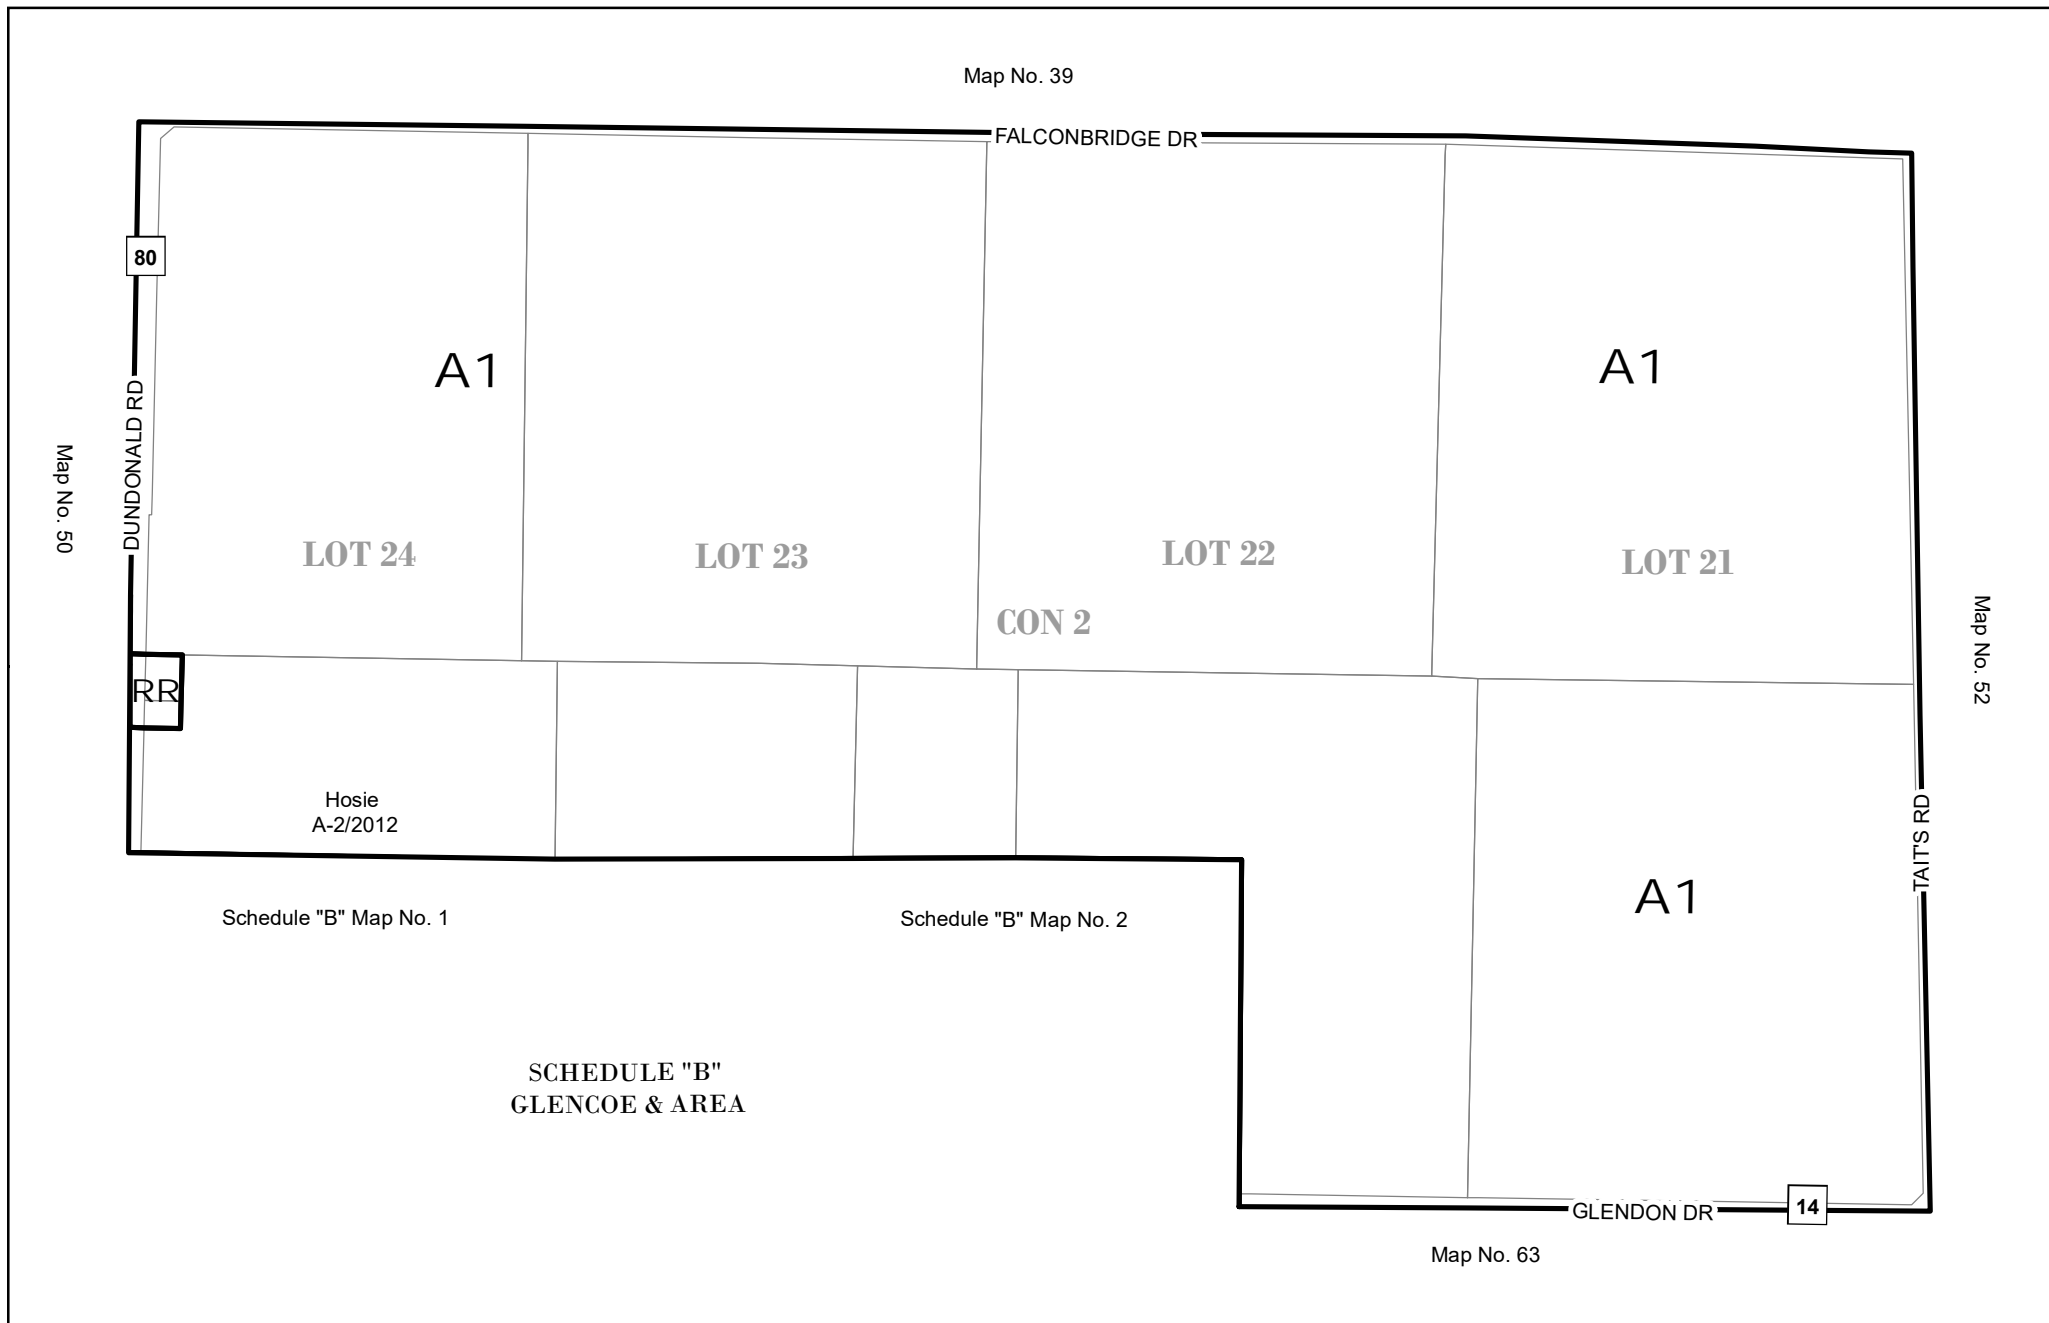 Map No. 39
FALCONBRIDGE DR
80
A1
A1
DUNDONALD RD
Map No. 50
LOT 24
LOT 23
LOT 22
LOT 21
CON 2
Map No. 52
RR
Hosie
A-2/2012
TAIT'S RD
A1
Schedule "B" Map No. 1
Schedule "B" Map No. 2
SCHEDULE "B"
GLENCOE & AREA
GLENDON DR
14
Map No. 63